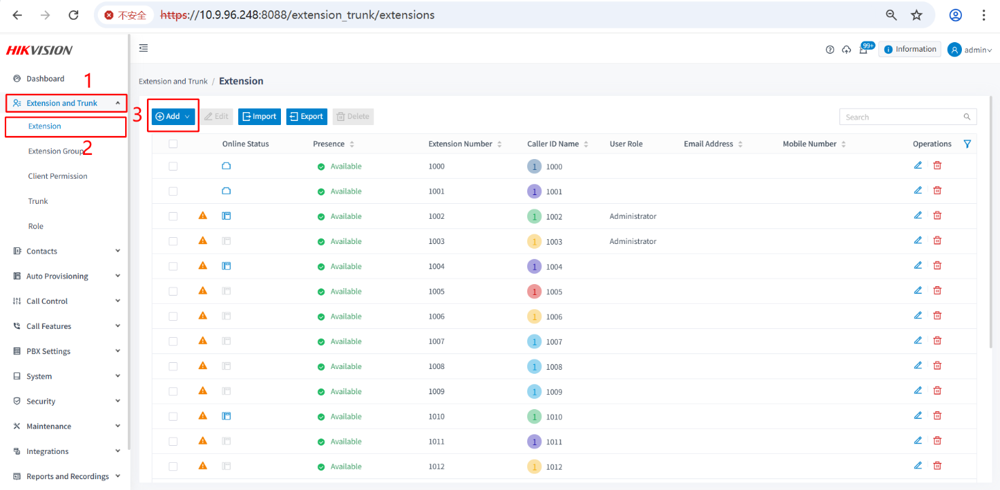 不安全 https://10.9.96.248:8088/extension_trunk/extensions
HIKVISION
99+ Information admin
Dashboard 1
Extension and Trunk / Extension
Extension and Trunk
3 Add Edit Import Export Delete Search
Extension
2
Extension Group
Client Permission
Trunk
Role
Contacts
Auto Provisioning
Call Control
Call Features
PBX Settings
System
Security
Maintenance
Integrations
Reports and Recordings
Online Status Presence Extension Number Caller ID Name User Role Email Address Mobile Number Operations
Available 1000 1 1000
Available 1001 1 1001
Available 1002 1 1002 Administrator
Available 1003 1 1003 Administrator
Available 1004 1 1004
Available 1005 1 1005
Available 1006 1 1006
Available 1007 1 1007
Available 1008 1 1008
Available 1009 1 1009
Available 1010 1 1010
Available 1011 1 1011
Available 1012 1 1012